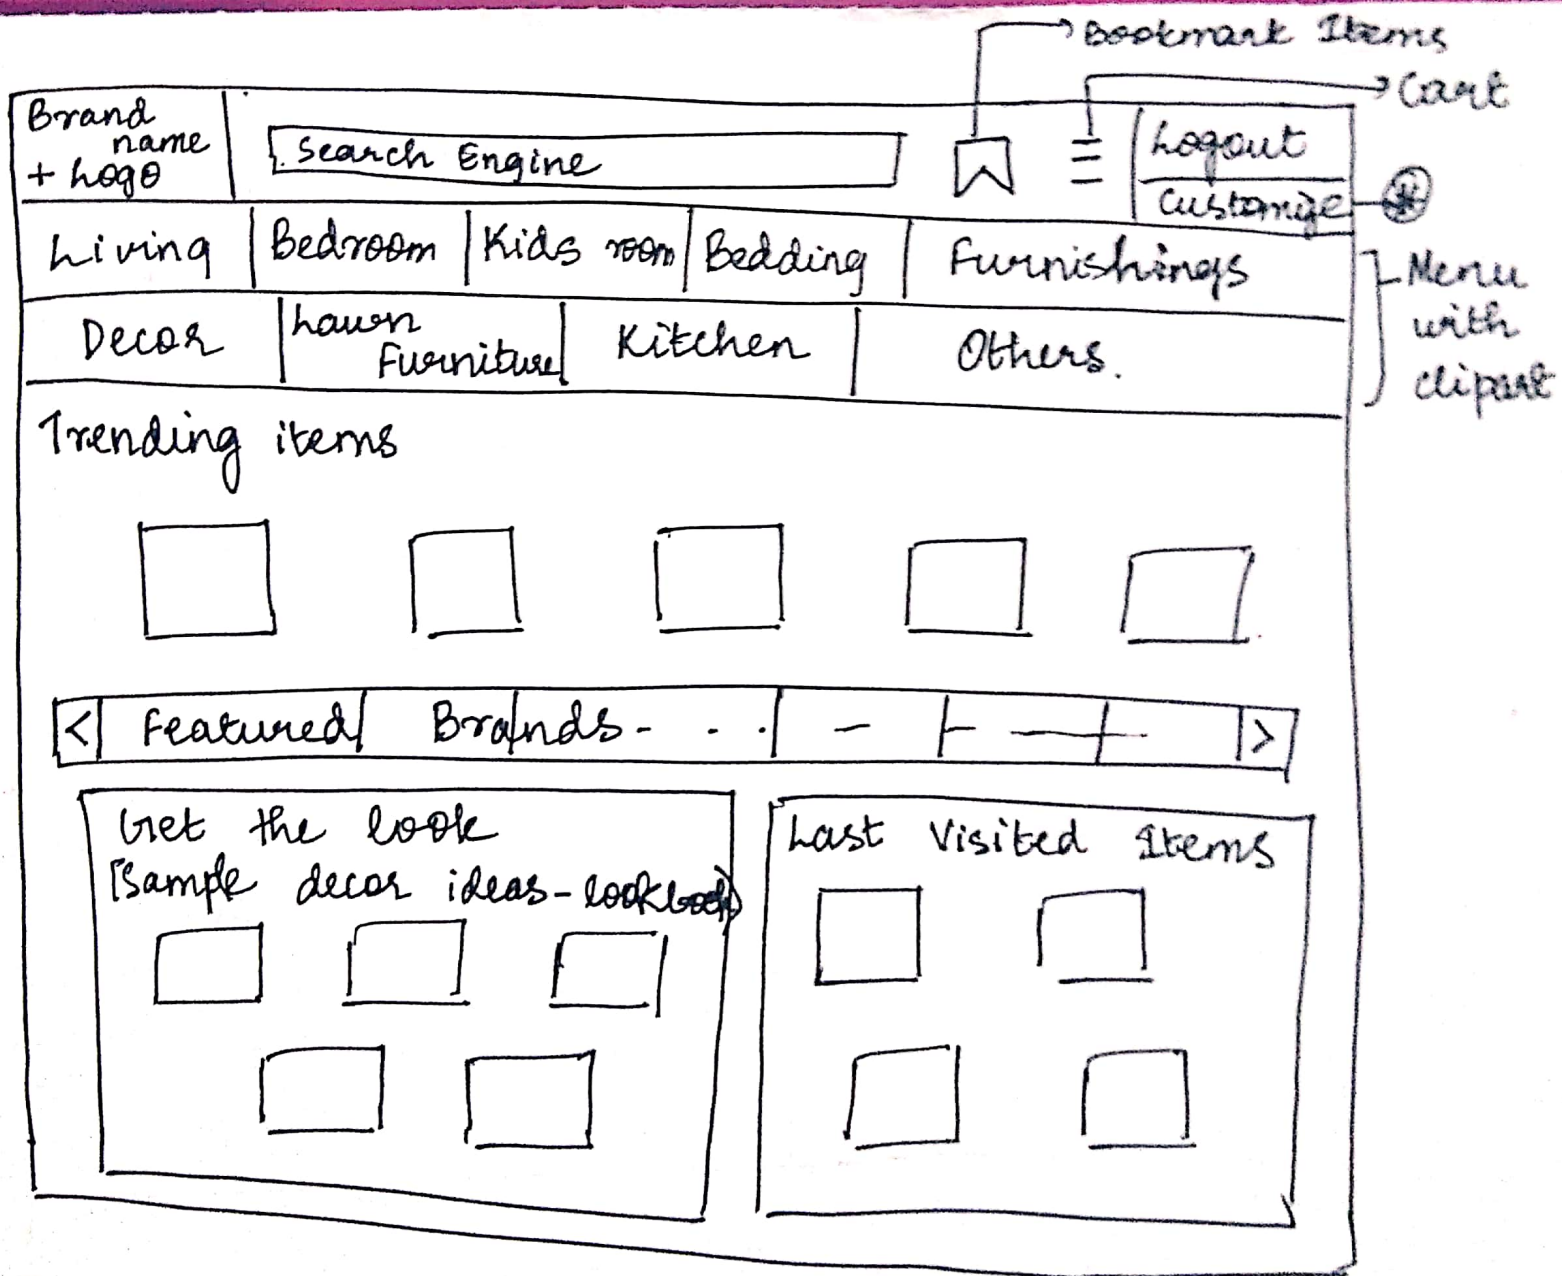 Bookmark Items
Cart
Brand
name
+ Logo
Search Engine
Logout
Customize
Living
Bedroom
Kids room
Bedding
Furnishings
Menu
with
clipart
Decor
Lawn
Furniture
Kitchen
Others.
Trending items
< Featured Brands- . . . - - - >
Get the look
[Sample decor ideas - lookbook)
Last Visited Items